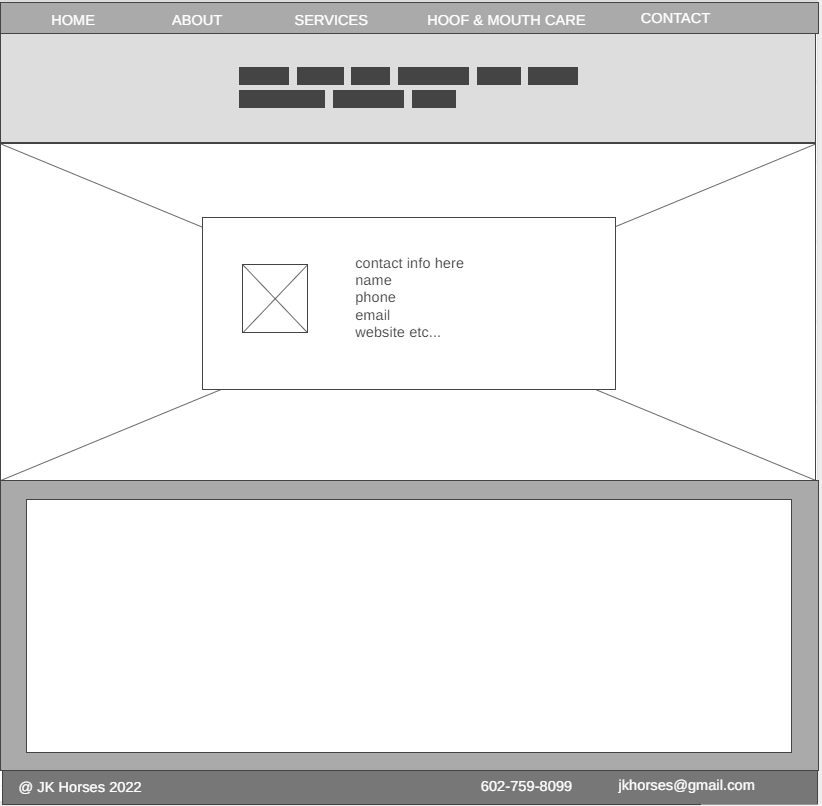 HOME ABOUT SERVICES HOOF & MOUTH CARE CONTACT
contact info here
name
phone
email
website etc...
@ JK Horses 2022 602-759-8099 jkhorses@gmail.com